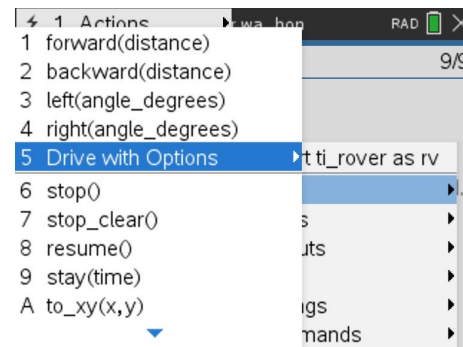 1 Actions
RAD
1 forward(distance)
9/9
2 backward(distance)
3 left(angle_degrees)
4 right(angle_degrees)
5 Drive with Options
rt ti_rover as rv
6 stop()
7 stop_clear()
8 resume()
9 stay(time)
A to_xy(x,y)